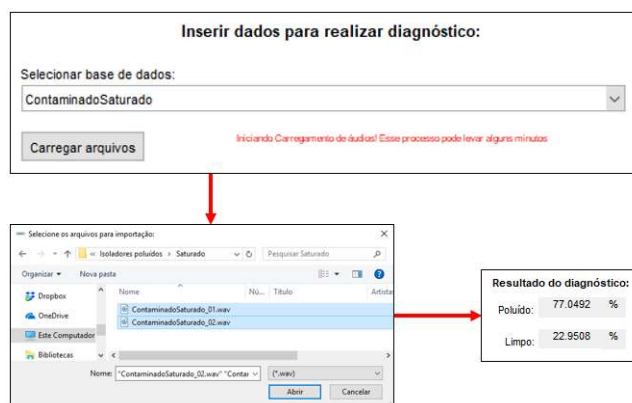 Inserir dados para realizar diagnóstico:
Selecionar base de dados:
ContaminadoSaturado
Carregar arquivos
Iniciando Carregamento de áudios! Esse processo pode levar alguns minutos
Selecione os arquivos para importação:
« Isoladores poluídos > Saturado
Pesquisar Saturado
Organizar
Nova pasta
Dropbox
OneDrive
Este Computador
Bibliotecas
Nome
Nú...
Título
Artistas
ContaminadoSaturado_01.wav
ContaminadoSaturado_02.wav
Nome:
"ContaminadoSaturado_02.wav" "Contar
(*.wav)
Abrir
Cancelar
Resultado do diagnóstico:
Poluído: 77.0492 %
Limpo: 22.9508 %